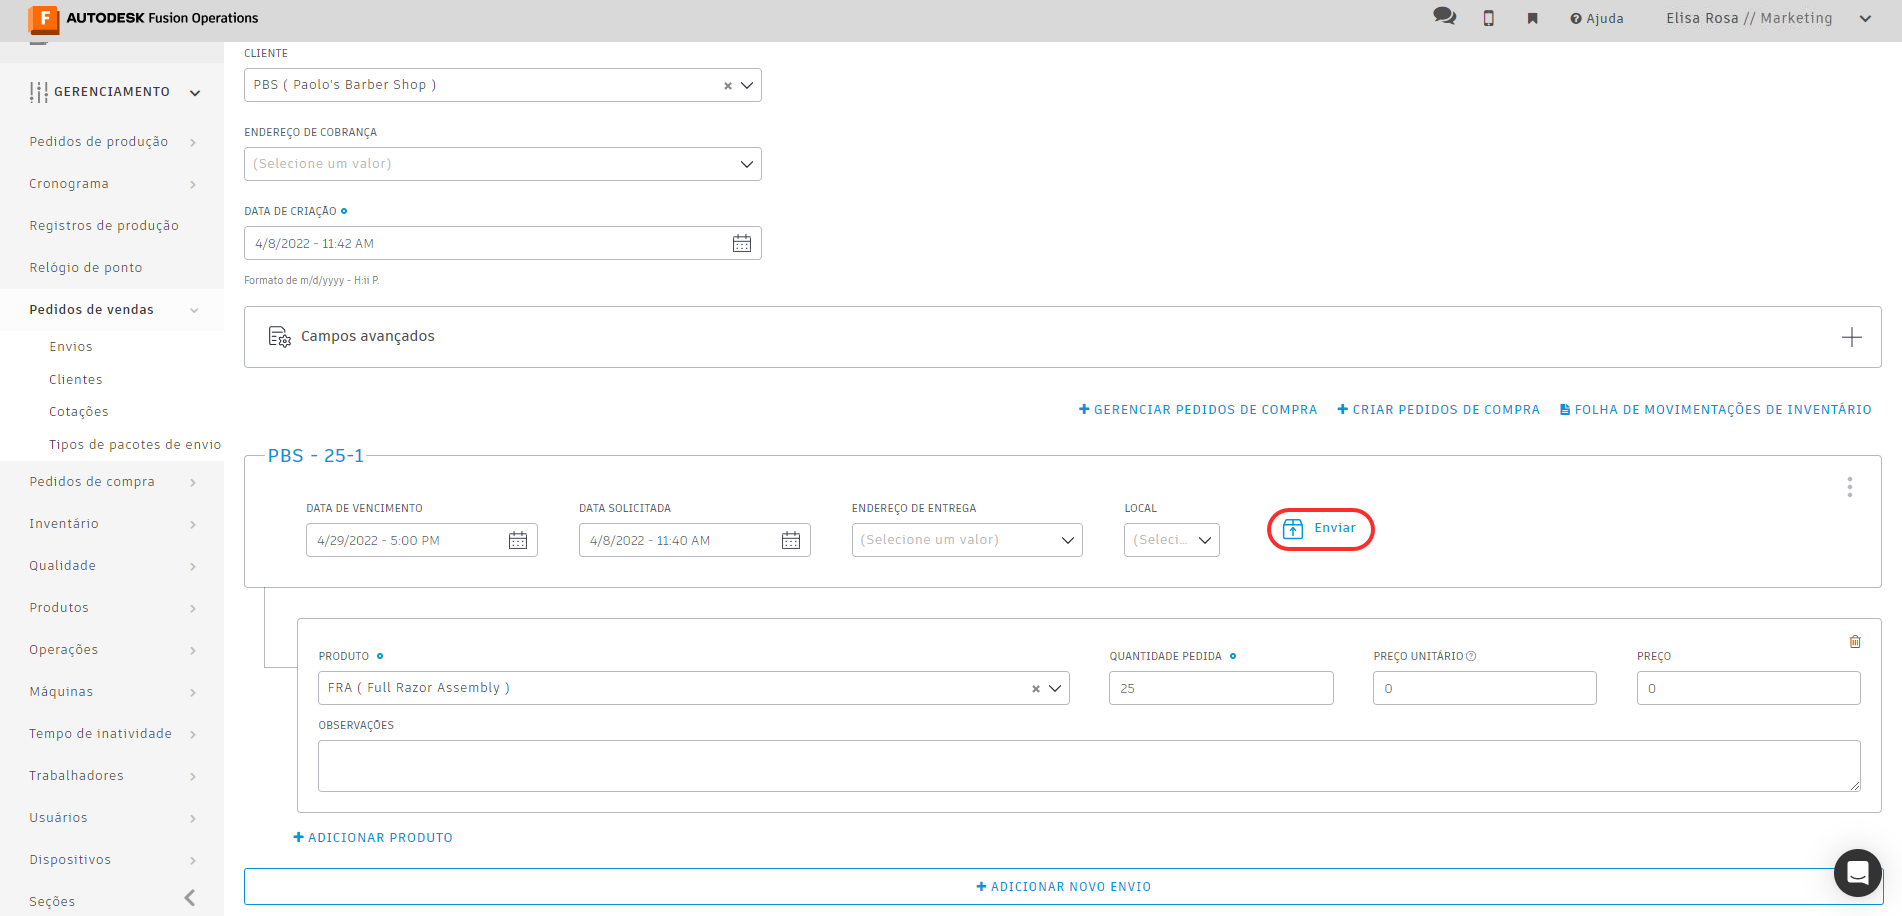 AUTODESK Fusion Operations
Ajuda
Elisa Rosa // Marketing
GERENCIAMENTO
Pedidos de produção
Cronograma
Registros de produção
Relógio de ponto
Pedidos de vendas
Envios
Clientes
Cotações
Tipos de pacotes de envio
Pedidos de compra
Inventário
Qualidade
Produtos
Operações
Máquinas
Tempo de inatividade
Trabalhadores
Usuários
Dispositivos
Seções
CLIENTE
PBS ( Paolo's Barber Shop )
ENDEREÇO DE COBRANÇA
(Selecione um valor)
DATA DE CRIAÇÃO
4/8/2022 - 11:42 AM
Formato de m/d/yyyy - H:ii P.
Campos avançados
GERENCIAR PEDIDOS DE COMPRA
CRIAR PEDIDOS DE COMPRA
FOLHA DE MOVIMENTAÇÕES DE INVENTÁRIO
PBS - 25-1
DATA DE VENCIMENTO
4/29/2022 - 5:00 PM
DATA SOLICITADA
4/8/2022 - 11:40 AM
ENDEREÇO DE ENTREGA
(Selecione um valor)
LOCAL
(Seleci...
Enviar
PRODUTO
FRA ( Full Razor Assembly )
QUANTIDADE PEDIDA
25
PREÇO UNITÁRIO
0
PREÇO
0
OBSERVAÇÕES
ADICIONAR PRODUTO
ADICIONAR NOVO ENVIO